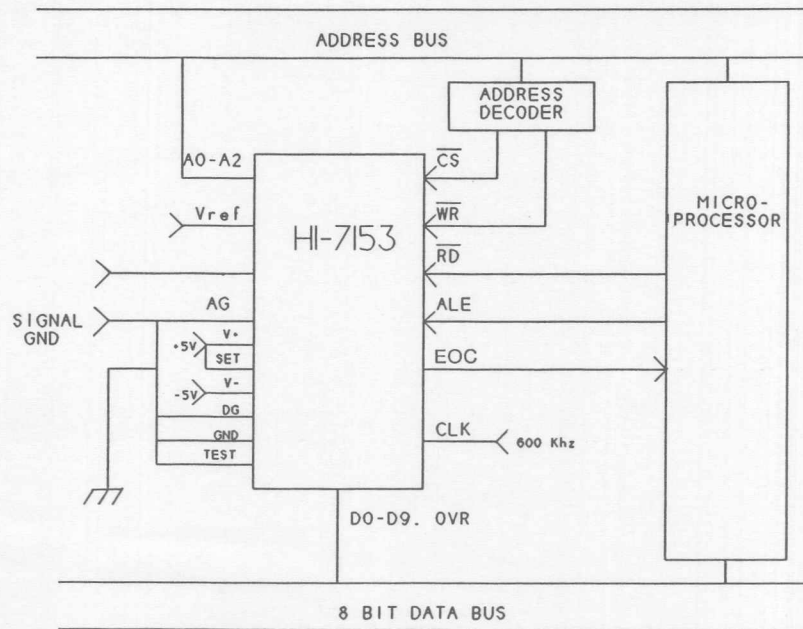 ADDRESS BUS
ADDRESS
DECODER
A0-A2
CS
Vref
WR
HI-7153
MICRO-
PROCESSOR
RD
AG
ALE
SIGNAL
GND
V+
+5V
SET
EOC
V-
-5V
DG
GND
CLK
600 Khz
TEST
D0-D9. OVR
8 BIT DATA BUS